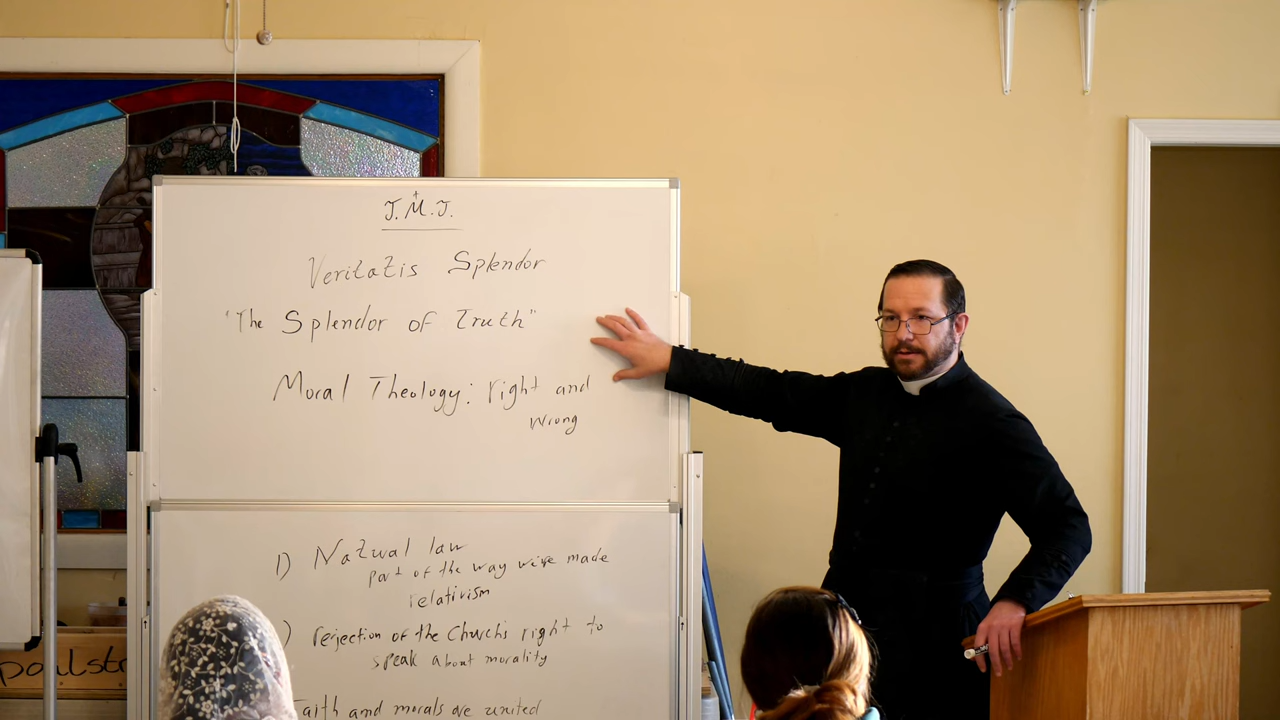 J.M.J.
Veritatis Splendor
"The Splendor of Truth"
Moral Theology: right and
wrong
1) Natural law
part of the way we're made
relativism
) rejection of the Church's right to
speak about morality
Faith and morals are united